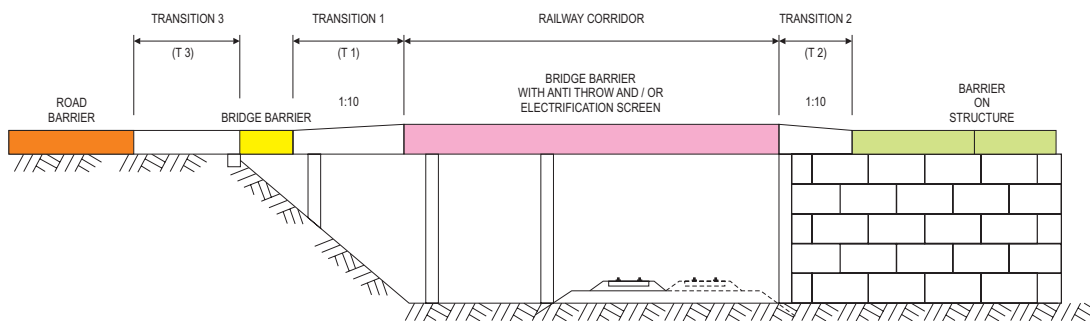 TRANSITION 3
TRANSITION 1
RAILWAY CORRIDOR
TRANSITION 2
(T 3)
(T 1)
(T 2)
ROAD
BARRIER
BRIDGE BARRIER
1:10
BRIDGE BARRIER
WITH ANTI THROW AND / OR
ELECTRIFICATION SCREEN
1:10
BARRIER
ON
STRUCTURE